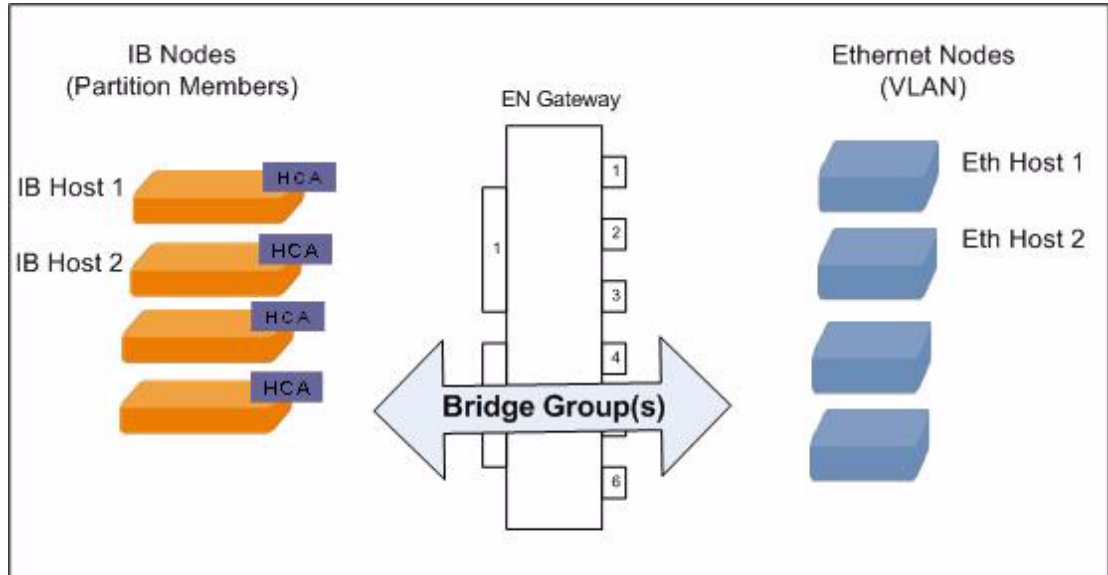 IB Nodes
(Partition Members)
EN Gateway
Ethernet Nodes
(VLAN)
IB Host 1
HCA
IB Host 2
HCA
HCA
HCA
1
1
2
3
4
6
Eth Host 1
Eth Host 2
Bridge Group(s)